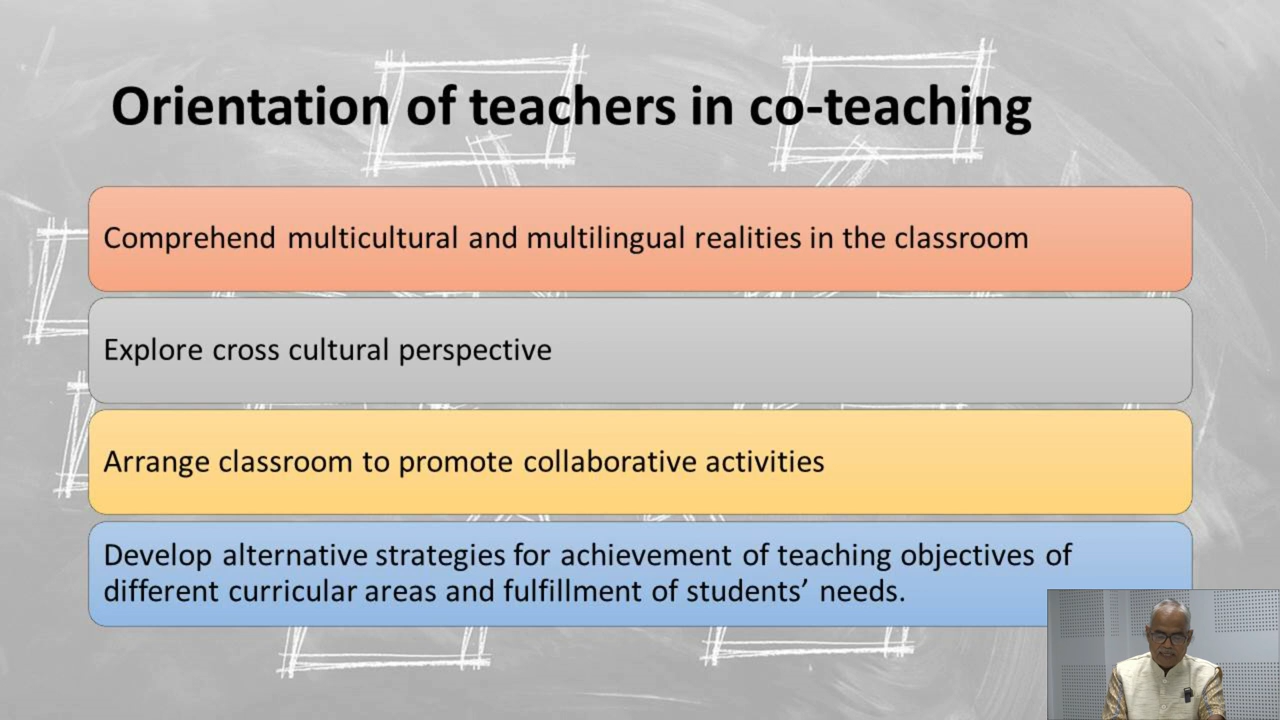 Orientation of teachers in co-teaching
Comprehend multicultural and multilingual realities in the classroom
Explore cross cultural perspective
Arrange classroom to promote collaborative activities
Develop alternative strategies for achievement of teaching objectives of
different curricular areas and fulfillment of students’ needs.